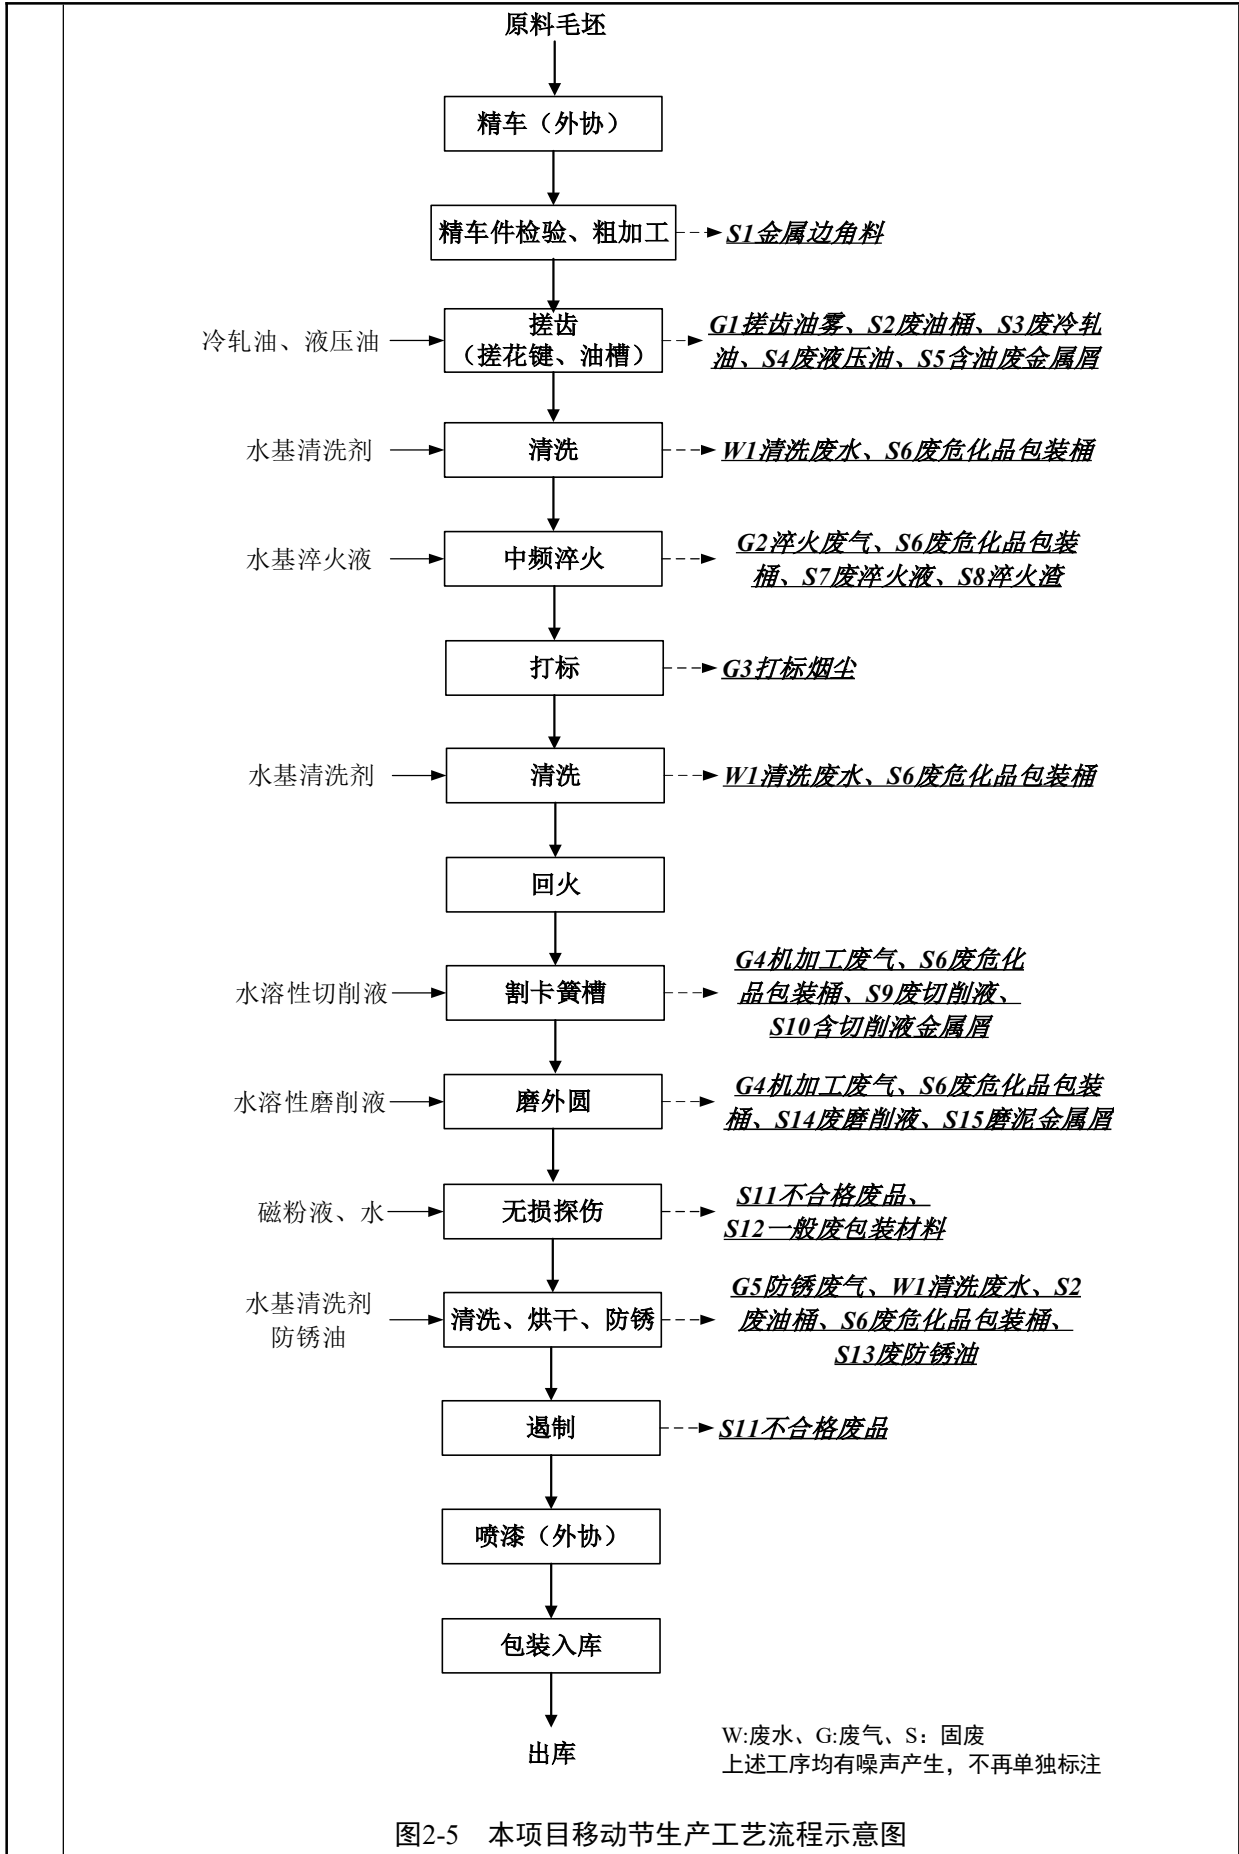 原料毛坯
精车（外协）
精车件检验、粗加工
S1金属边角料
冷轧油、液压油
搓齿
（搓花键、油槽）
G1搓齿油雾、S2废油桶、S3废冷轧
油、S4废液压油、S5含油废金属屑
水基清洗剂
清洗
W1清洗废水、S6废危化品包装桶
水基淬火液
中频淬火
G2淬火废气、S6废危化品包装
桶、S7废淬火液、S8淬火渣
打标
G3打标烟尘
水基清洗剂
清洗
W1清洗废水、S6废危化品包装桶
回火
水溶性切削液
割卡簧槽
G4机加工废气、S6废危化
品包装桶、S9废切削液、
S10含切削液金属屑
水溶性磨削液
磨外圆
G4机加工废气、S6废危化品包装
桶、S14废磨削液、S15磨泥金属屑
磁粉液、水
无损探伤
S11不合格废品、
S12一般废包装材料
水基清洗剂
防锈油
清洗、烘干、防锈
G5防锈废气、W1清洗废水、S2
废油桶、S6废危化品包装桶、
S13废防锈油
遏制
S11不合格废品
喷漆（外协）
包装入库
出库
W:废水、G:废气、S：固废
上述工序均有噪声产生，不再单独标注
图2-5 本项目移动节生产工艺流程示意图